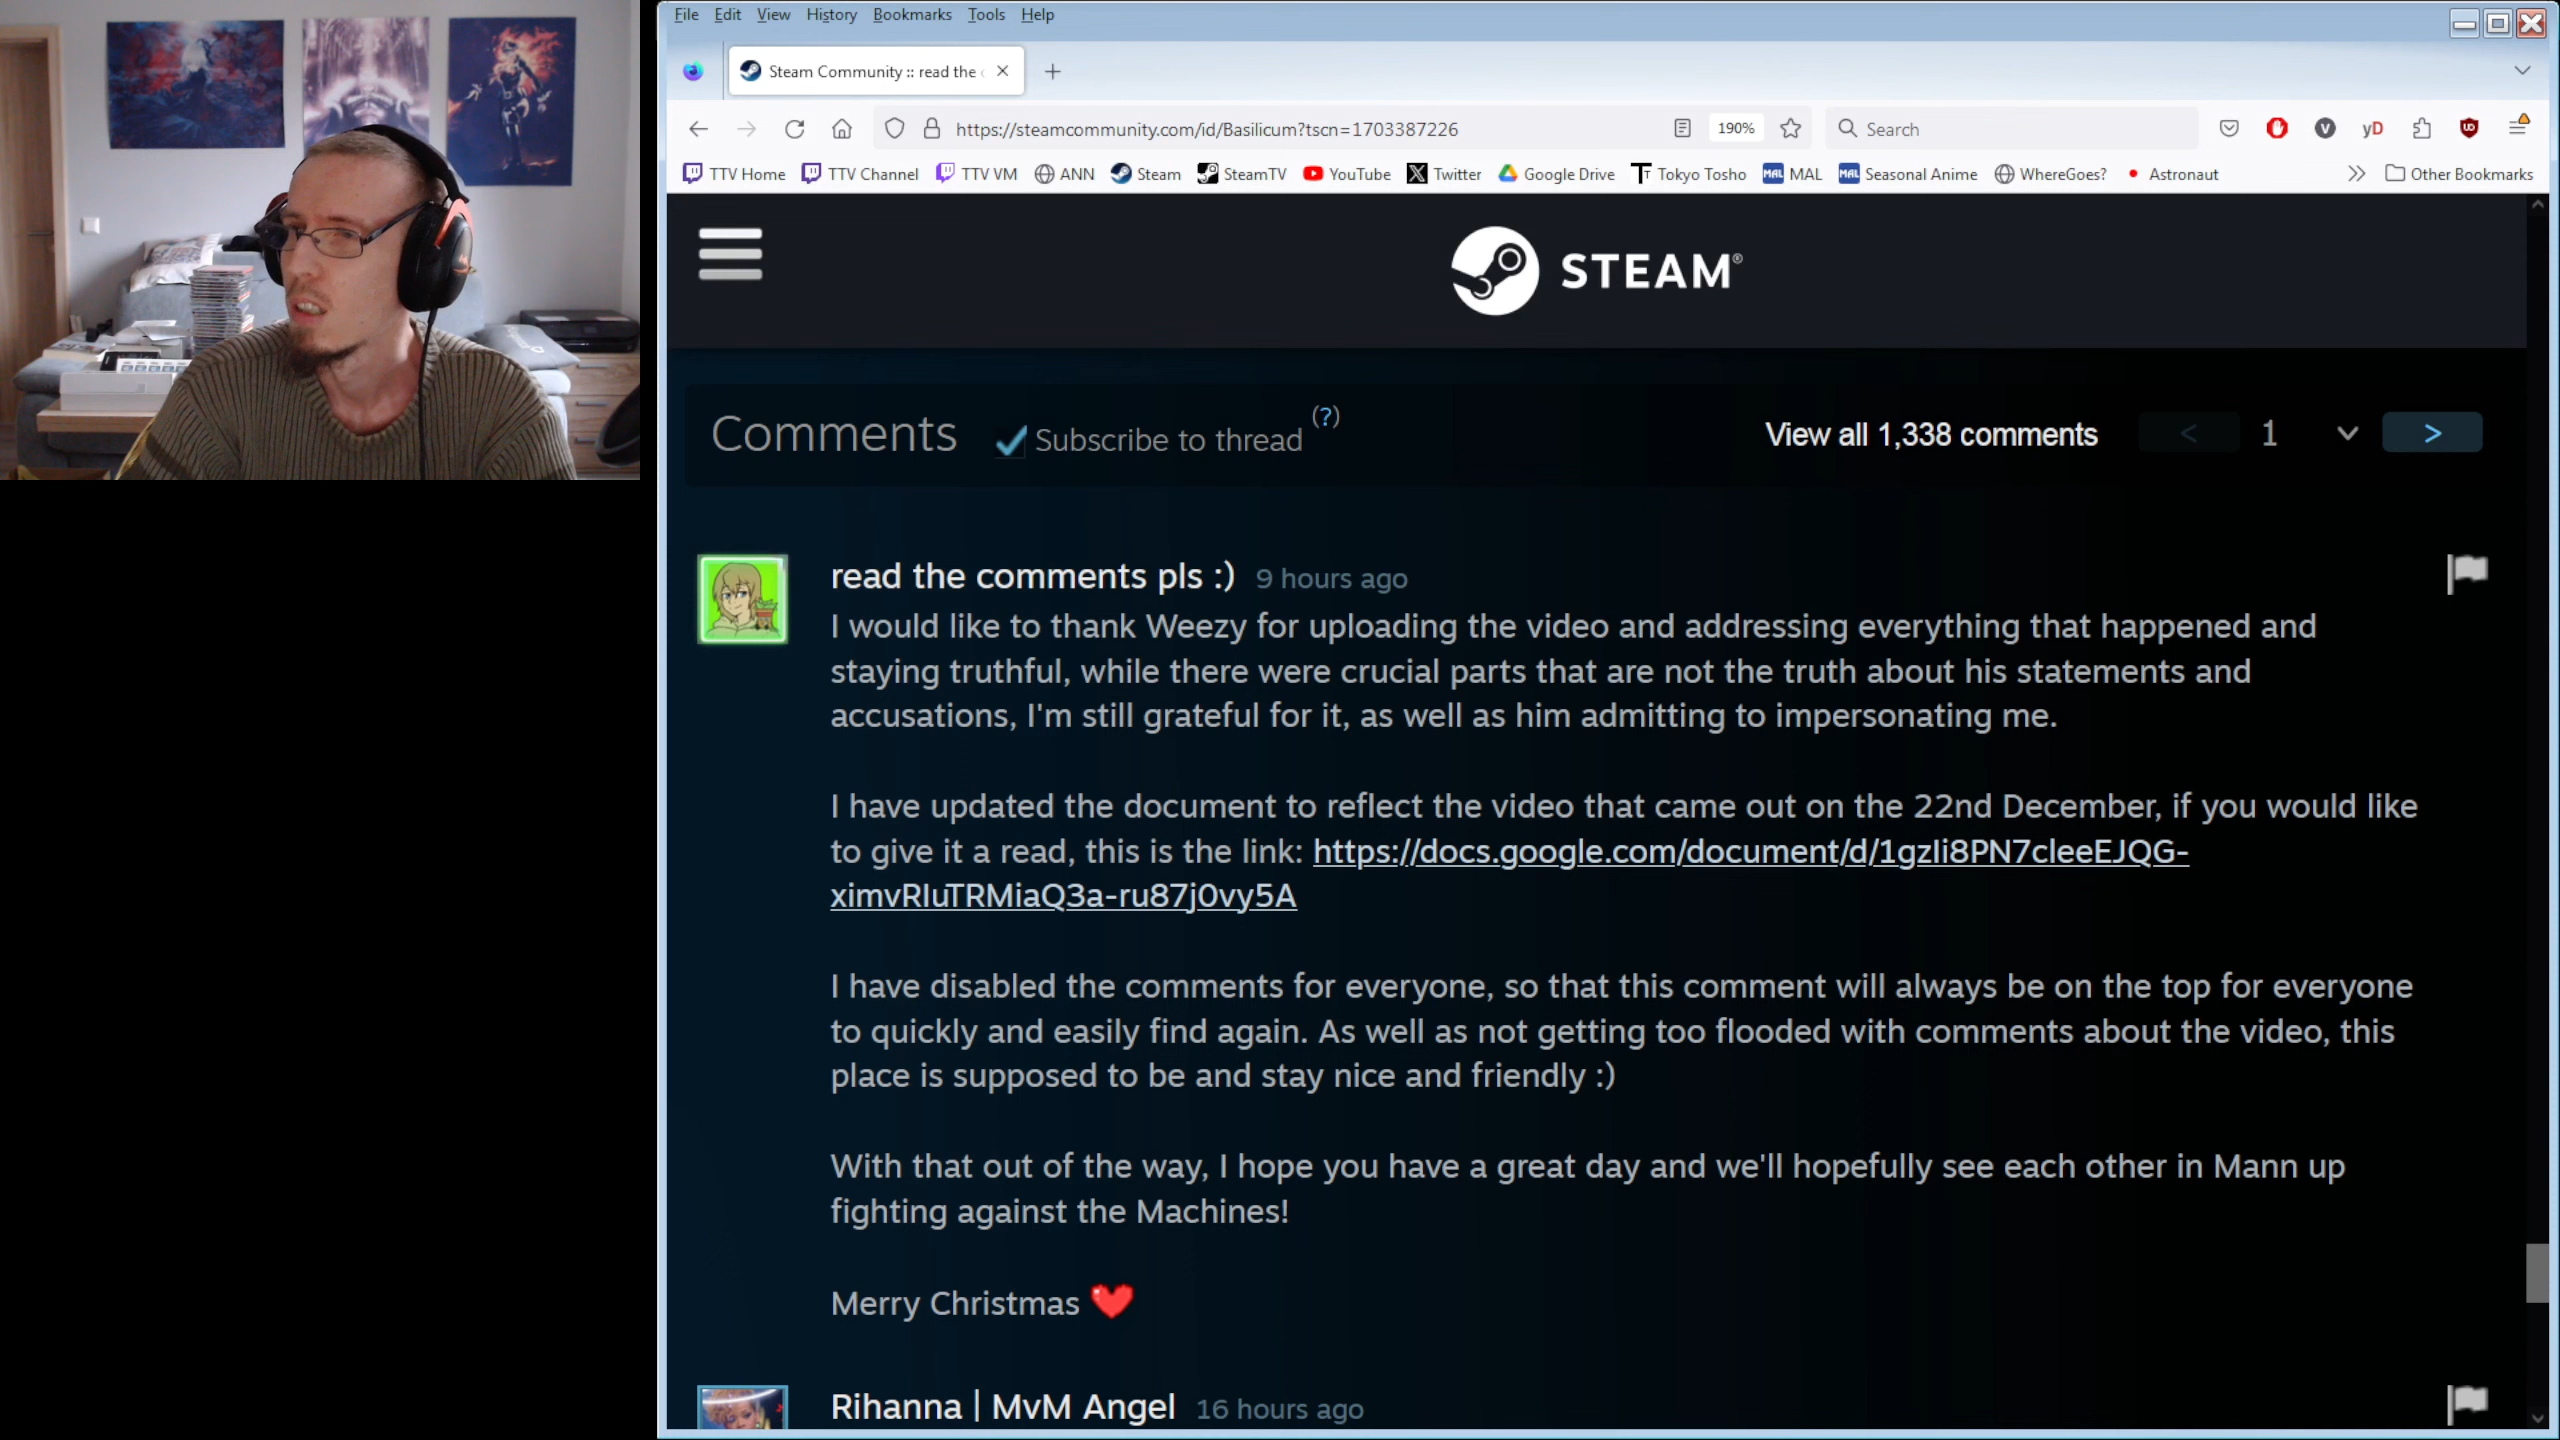 File Edit View History Bookmarks Tools Help
Steam Community :: read the
https://steamcommunity.com/id/Basilicum?tscn=1703387226
190%
Search
TTV Home TTV Channel TTV VM ANN Steam SteamTV YouTube Twitter Google Drive Tokyo Tosho MAL Seasonal Anime WhereGoes? Astronaut Other Bookmarks
STEAM®
Comments Subscribe to thread (?) View all 1,338 comments < 1 >
read the comments pls :) 9 hours ago
I would like to thank Weezy for uploading the video and addressing everything that happened and
staying truthful, while there were crucial parts that are not the truth about his statements and
accusations, I'm still grateful for it, as well as him admitting to impersonating me.
I have updated the document to reflect the video that came out on the 22nd December, if you would like
to give it a read, this is the link: https://docs.google.com/document/d/1gzIi8PN7cleeEJQG-
ximvRIuTRMiaQ3a-ru87j0vy5A
I have disabled the comments for everyone, so that this comment will always be on the top for everyone
to quickly and easily find again. As well as not getting too flooded with comments about the video, this
place is supposed to be and stay nice and friendly :)
With that out of the way, I hope you have a great day and we'll hopefully see each other in Mann up
fighting against the Machines!
Merry Christmas
Rihanna | MvM Angel 16 hours ago